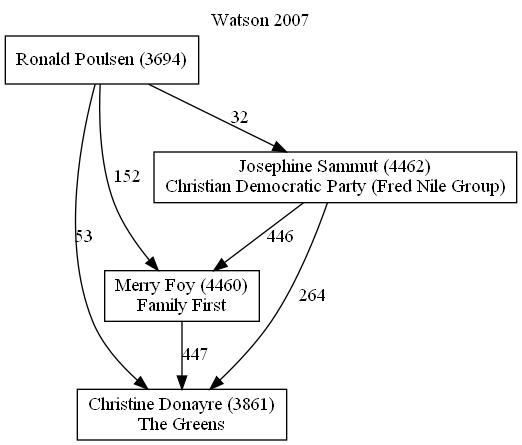 Watson 2007
Ronald Poulsen (3694)
32
Josephine Sammut (4462)
Christian Democratic Party (Fred Nile Group)
152
53
446
Merry Foy (4460)
Family First
264
447
Christine Donayre (3861)
The Greens